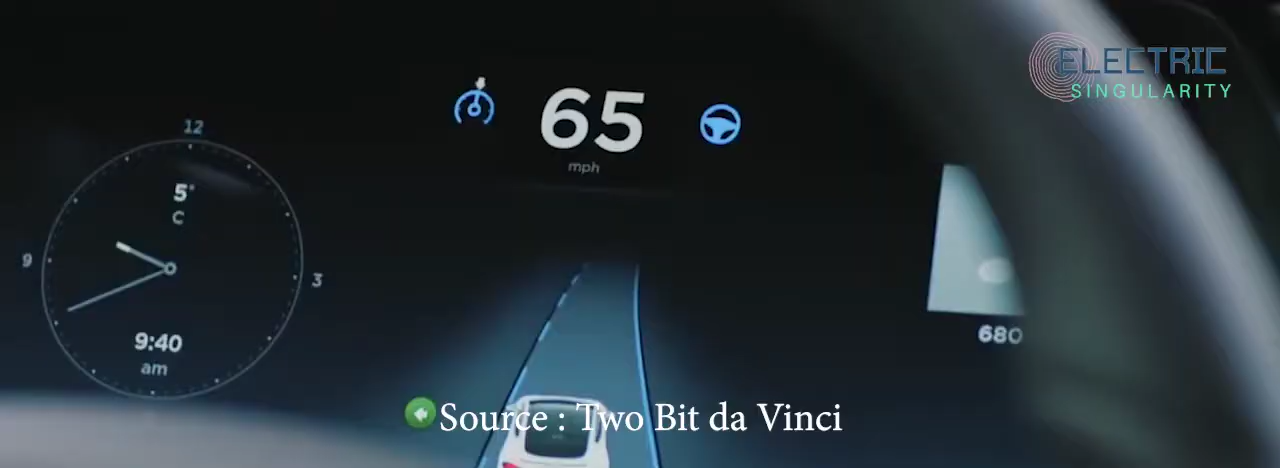 ELECTRIC
SINGULARITY
65
mph
12
5°
C
9
3
9:40
am
680
Source : Two Bit da Vinci